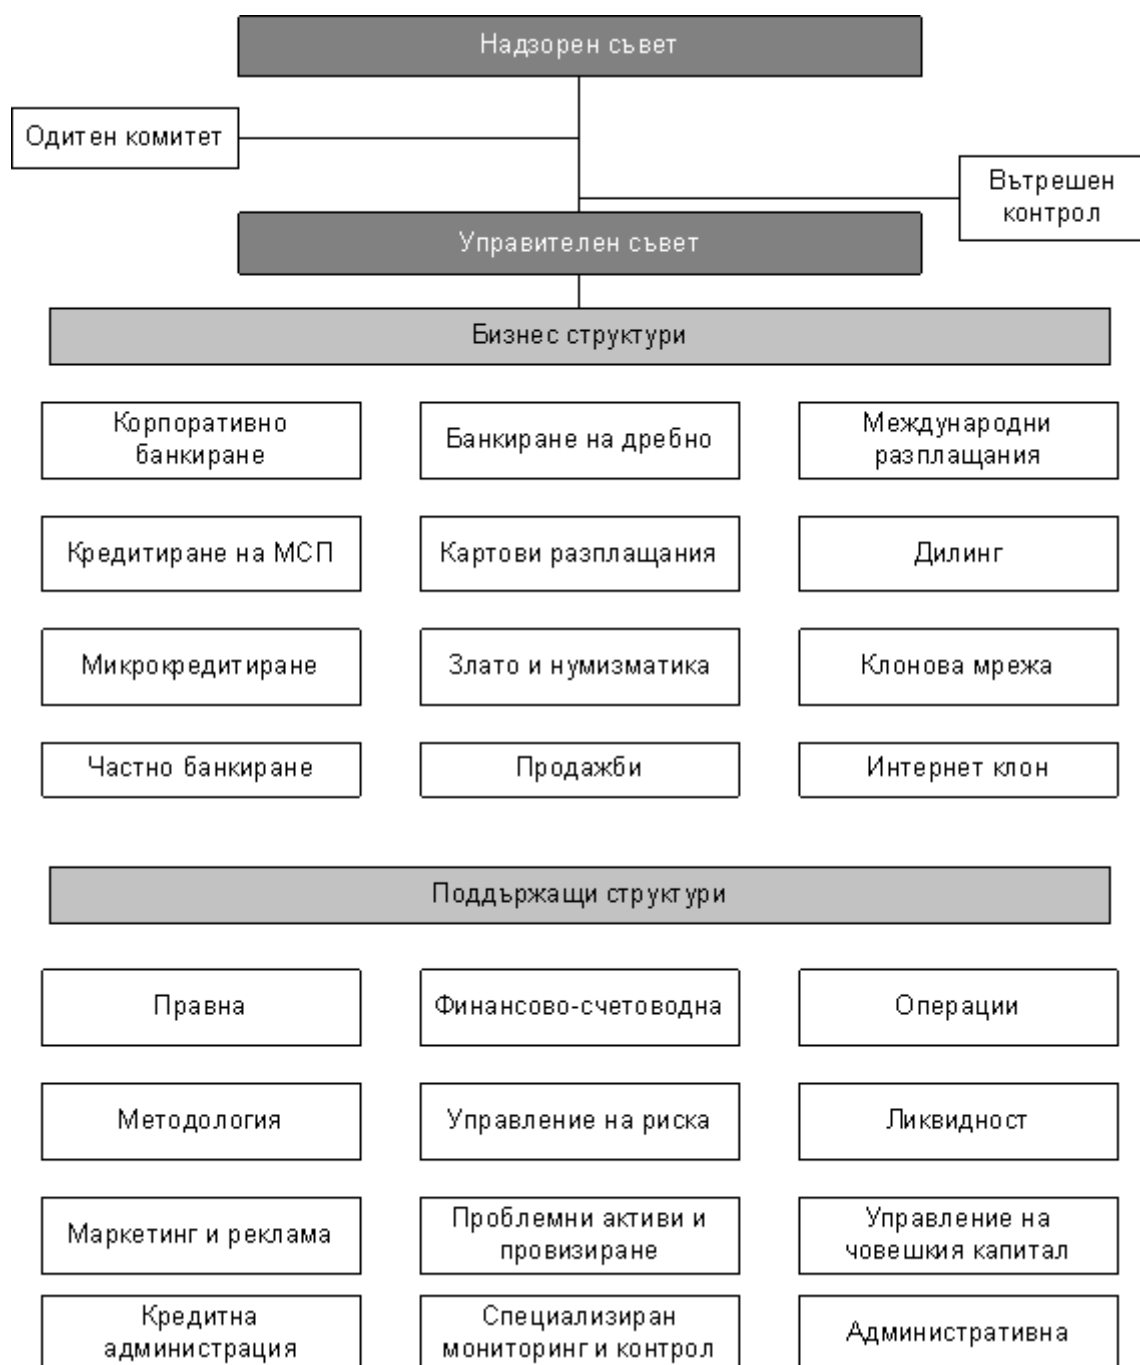 Надзорен съвет
Одитен комитет
Вътрешен
контрол
Управителен съвет
Бизнес структури
Корпоративно
банкиране
Банкиране на дребно
Международни
разплащания
Кредитиране на МСП
Картови разплащания
Дилинг
Микрокредитиране
Злато и нумизматика
Клонова мрежа
Частно банкиране
Продажби
Интернет клон
Поддържащи структури
Правна
Финансово-счетоводна
Операции
Методология
Управление на риска
Ликвидност
Маркетинг и реклама
Проблемни активи и
провизиране
Управление на
човешкия капитал
Кредитна
администрация
Специализиран
мониторинг и контрол
Административна